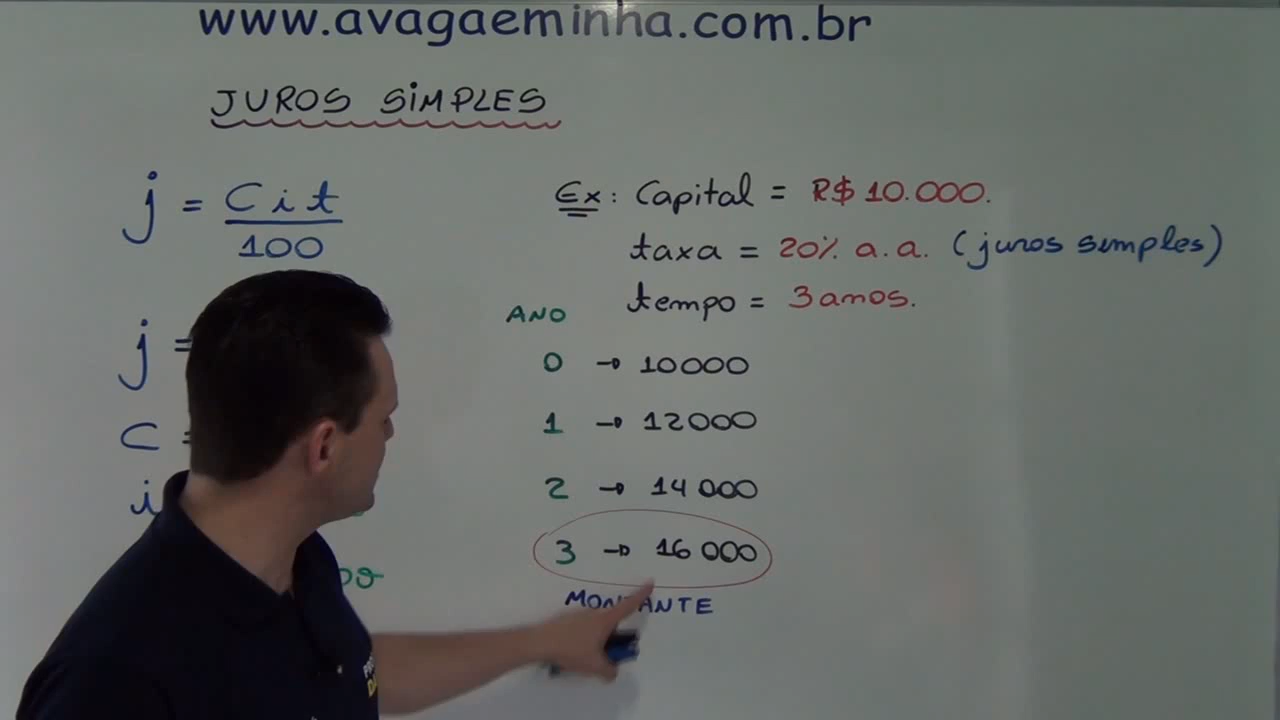 www.avagaeminha.com.br
JUROS SIMPLES
j = C i t
100
j =
C =
i
Ex: Capital = R$ 10.000.
taxa = 20% a.a. (juros simples)
tempo = 3 anos.
ANO
0 → 10000
1 → 12000
2 → 14 000
3 → 16 000
MONTANTE